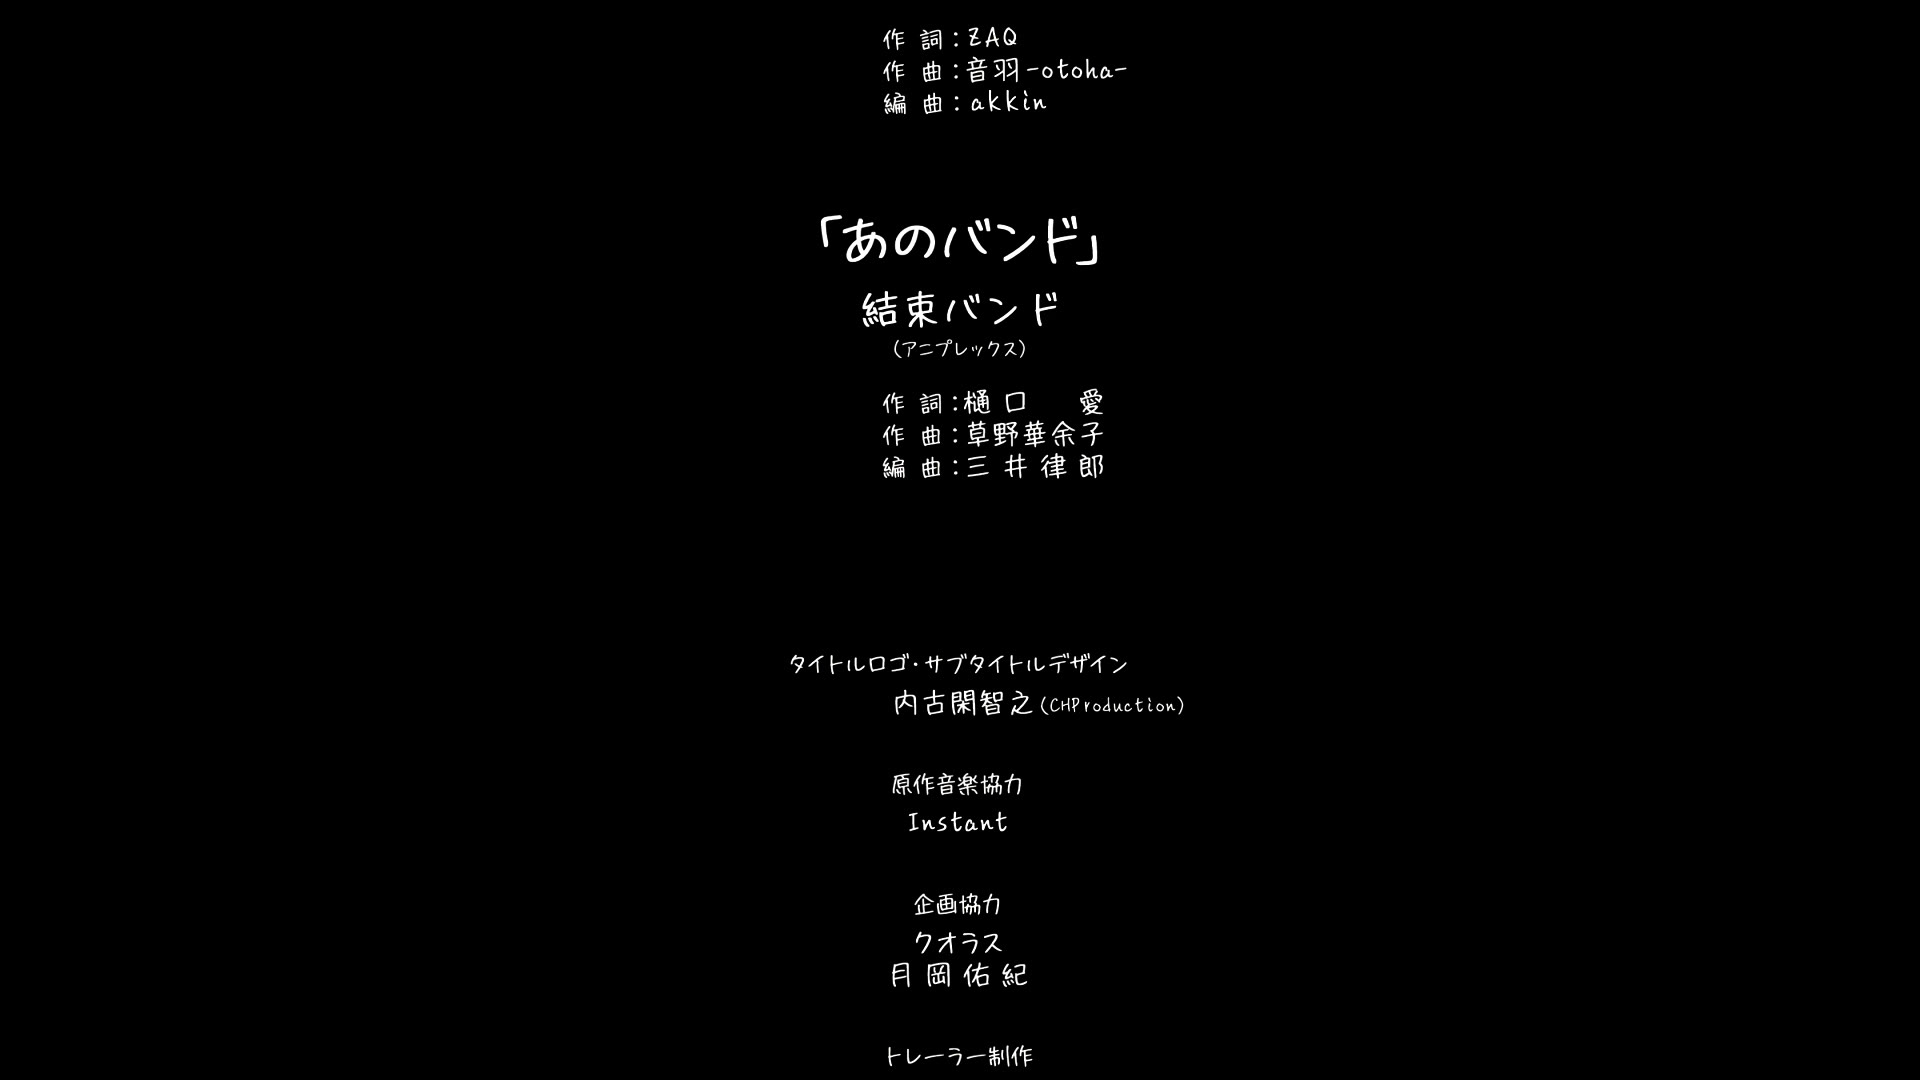 作詞：ZAQ
作曲：音羽-otoha-
編曲：akkin
「あのバンド」
結束バンド
(アニプレックス)
作詞：樋口 愛
作曲：草野華余子
編曲：三井律郎
タイトルロゴ・サブタイトルデザイン
内古閑智之(CHProduction)
原作音楽協力
Instant
企画協力
クオラス
月岡佑紀
トレーラー制作